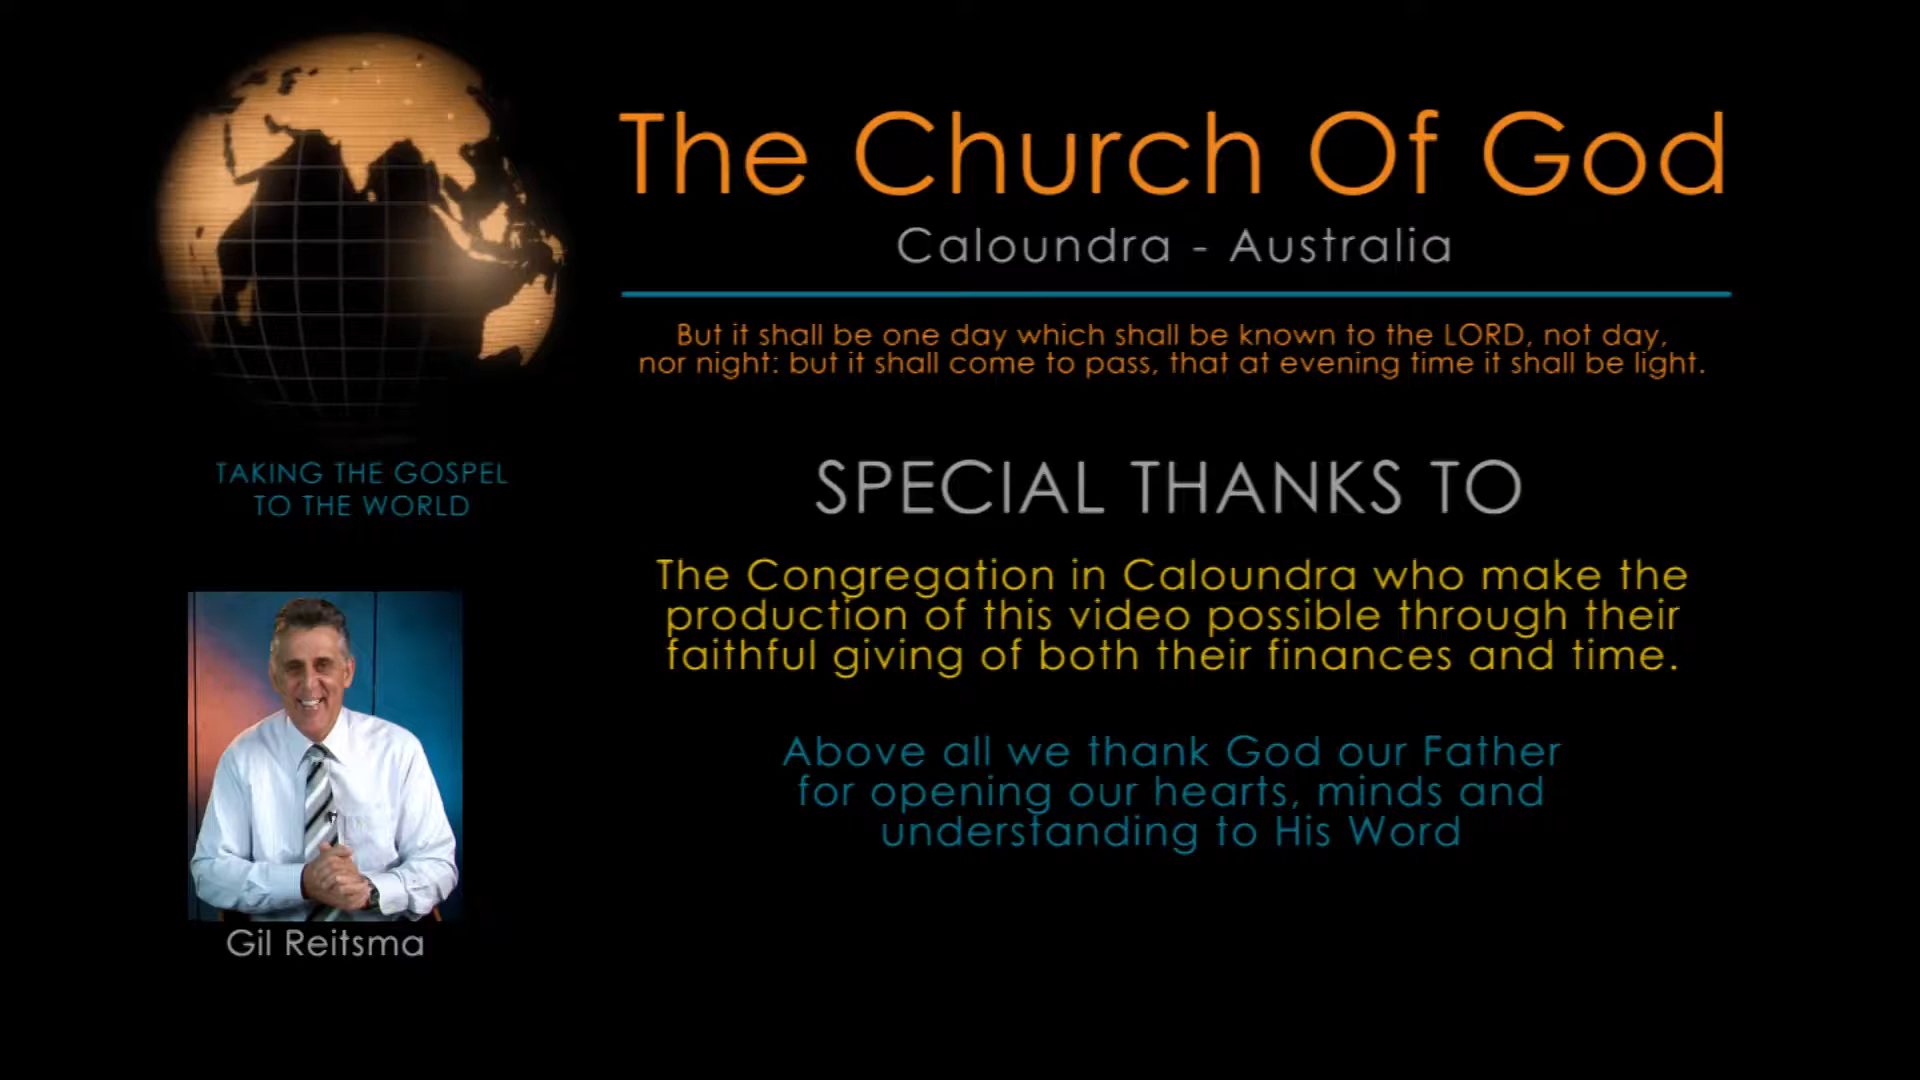 The Church Of God
Caloundra - Australia
But it shall be one day which shall be known to the LORD, not day,
nor night: but it shall come to pass, that at evening time it shall be light.
TAKING THE GOSPEL
TO THE WORLD
SPECIAL THANKS TO
The Congregation in Caloundra who make the
production of this video possible through their
faithful giving of both their finances and time.
Above all we thank God our Father
for opening our hearts, minds and
understanding to His Word
Gil Reitsma